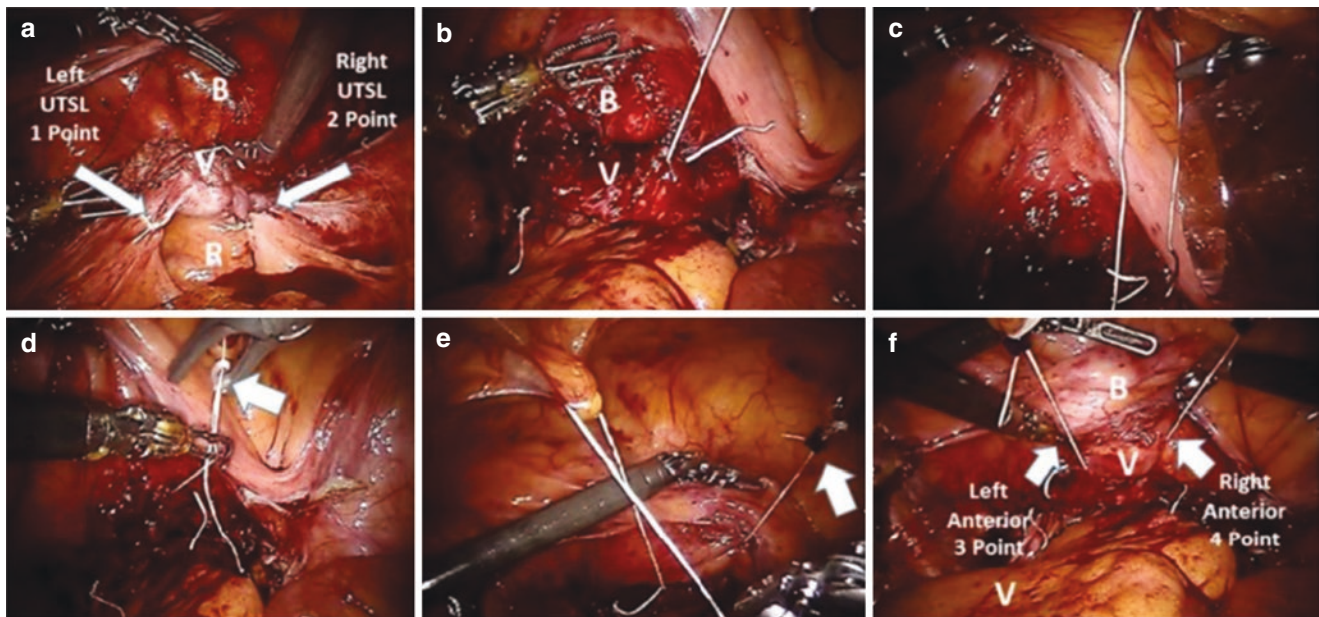 a
Left
UTSL
1 Point
B
Right
UTSL
2 Point
V
R
b
B
V
c
d
e
f
B
V
Left
Anterior
3 Point
Right
Anterior
4 Point
V